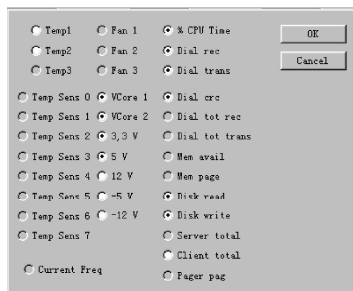 Temp1 Fan 1 % CPU Time OK
Temp2 Fan 2 Dial rec
Cancel
Temp3 Fan 3 Dial trans
Temp Sens 0 VCore 1 Dial crc
Temp Sens 1 VCore 2 Dial tot rec
Temp Sens 2 3,3 V Dial tot trans
Temp Sens 3 5 V Mem avail
Temp Sens 4 12 V Mem page
Temp Sens 5 -5 V Disk read
Temp Sens 6 -12 V Disk write
Temp Sens 7 Server total
Client total
Current Freq
Pager pag